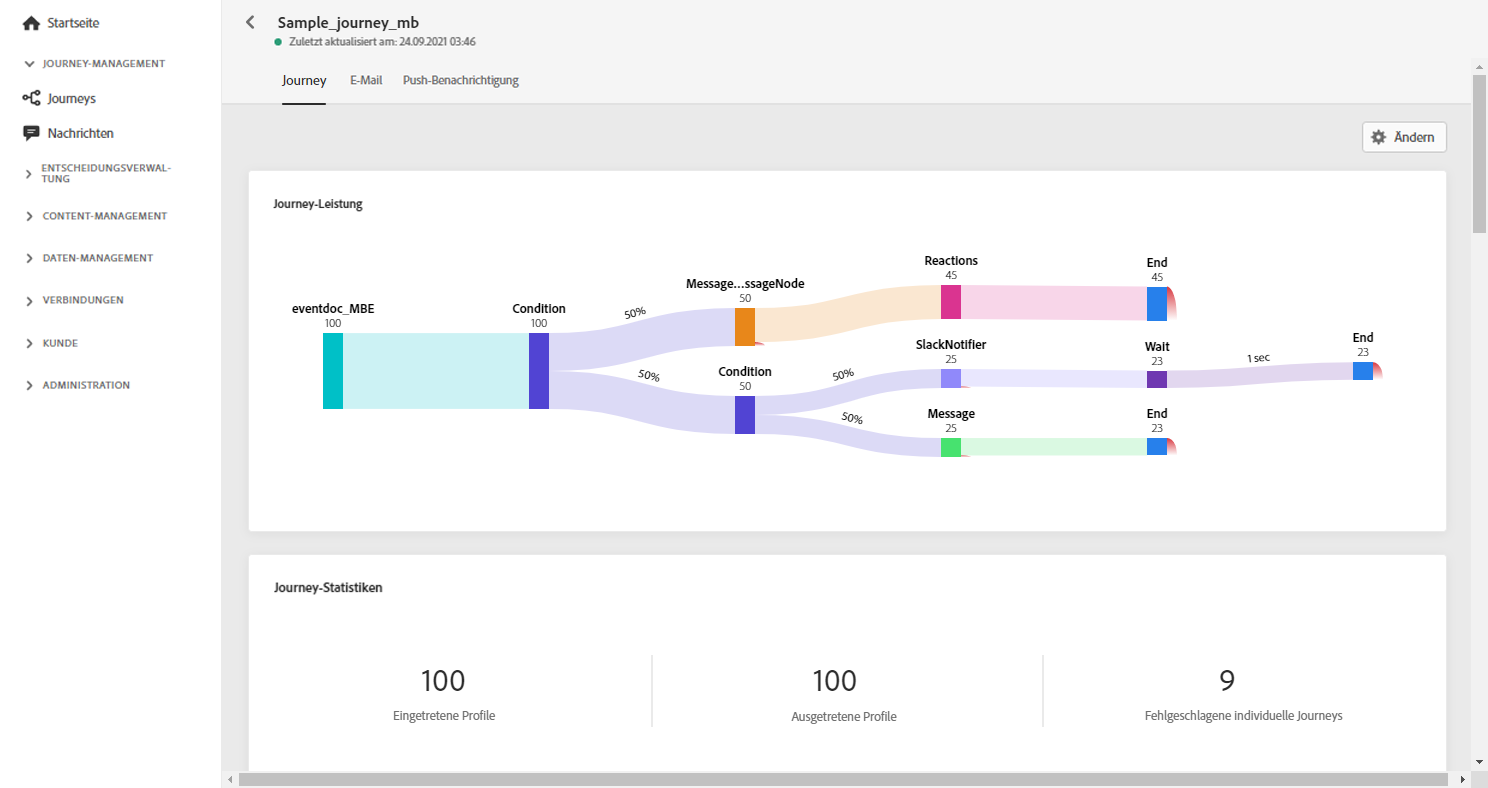 Startseite
JOURNEY-MANAGEMENT
Journeys
Nachrichten
ENTSCHEIDUNGSVERWAL-
TUNG
CONTENT-MANAGEMENT
DATEN-MANAGEMENT
VERBINDUNGEN
KUNDE
ADMINISTRATION
Sample_journey_mb
Zuletzt aktualisiert am: 24.09.2021 03:46
Journey E-Mail Push-Benachrichtigung
Ändern
Journey-Leistung
eventdoc_MBE
100
Condition
100
50%
50%
Message...ssageNode
50
Condition
50
50%
50%
Reactions
45
SlackNotifier
25
Message
25
End
45
Wait
23
End
23
1 sec
End
23
Journey-Statistiken
100
Eingetretene Profile
100
Ausgetretene Profile
9
Fehlgeschlagene individuelle Journeys